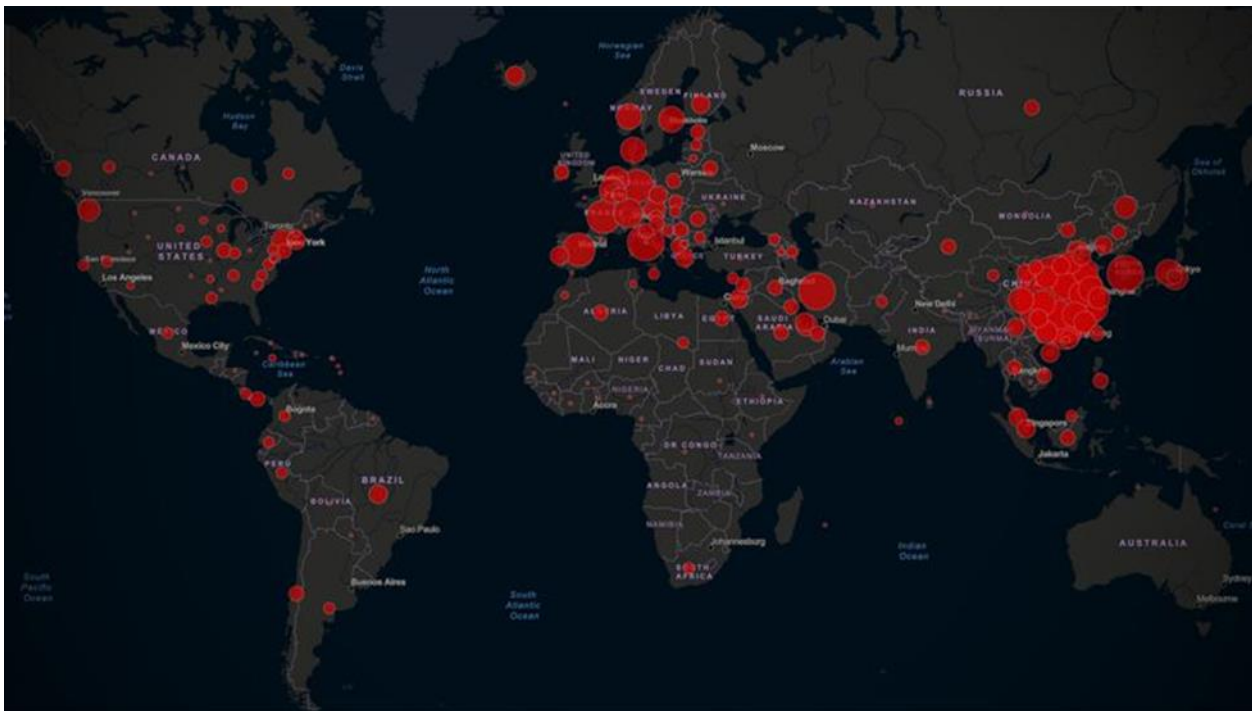 Norwegian
Sea
Davis
Strait
SWEDEN
FINLAND
RUSSIA
NORWAY
Hudson
Bay
Moscow
UNITED
KINGDOM
CANADA
Sea of
Okhotsk
Warsaw
Vancouver
UKRAINE
KAZAKHSTAN
MONGOLIA
Toronto
New York
UNITED
STATES
Madrid
Istanbul
San Francisco
TURKEY
Los Angeles
North
Atlantic
Ocean
Baghdad
New Delhi
ALGERIA
LIBYA
EGYPT
SAUDI
ARABIA
Dubai
INDIA
MEXICO
Mexico City
Caribbean
Sea
MALI
NIGER
CHAD
SUDAN
Arabian
Sea
NIGERIA
Accra
ETHIOPIA
Bogota
DR CONGO
TANZANIA
Singapore
Jakarta
PERU
BRAZIL
BOLIVIA
ANGOLA
ZAMBIA
NAMIBIA
Sao Paulo
Johannesburg
Indian
Ocean
AUSTRALIA
SOUTH
AFRICA
Buenos Aires
South
Pacific
Ocean
South
Atlantic
Ocean
Sydney
Melbourne